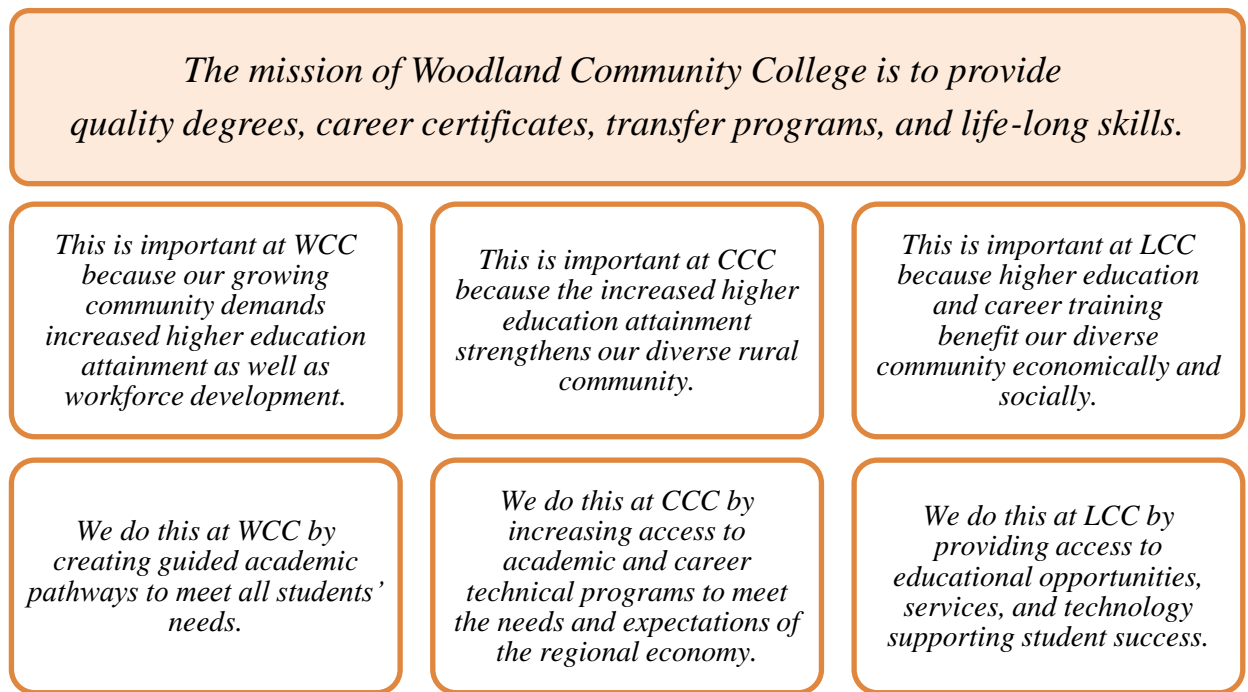 The mission of Woodland Community College is to provide
quality degrees, career certificates, transfer programs, and life-long skills.
This is important at WCC
because our growing
community demands
increased higher education
attainment as well as
workforce development.
This is important at CCC
because the increased higher
education attainment
strengthens our diverse rural
community.
This is important at LCC
because higher education
and career training
benefit our diverse
community economically and
socially.
We do this at WCC by
creating guided academic
pathways to meet all students’
needs.
We do this at CCC by
increasing access to
academic and career
technical programs to meet
the needs and expectations of
the regional economy.
We do this at LCC by
providing access to
educational opportunities,
services, and technology
supporting student success.